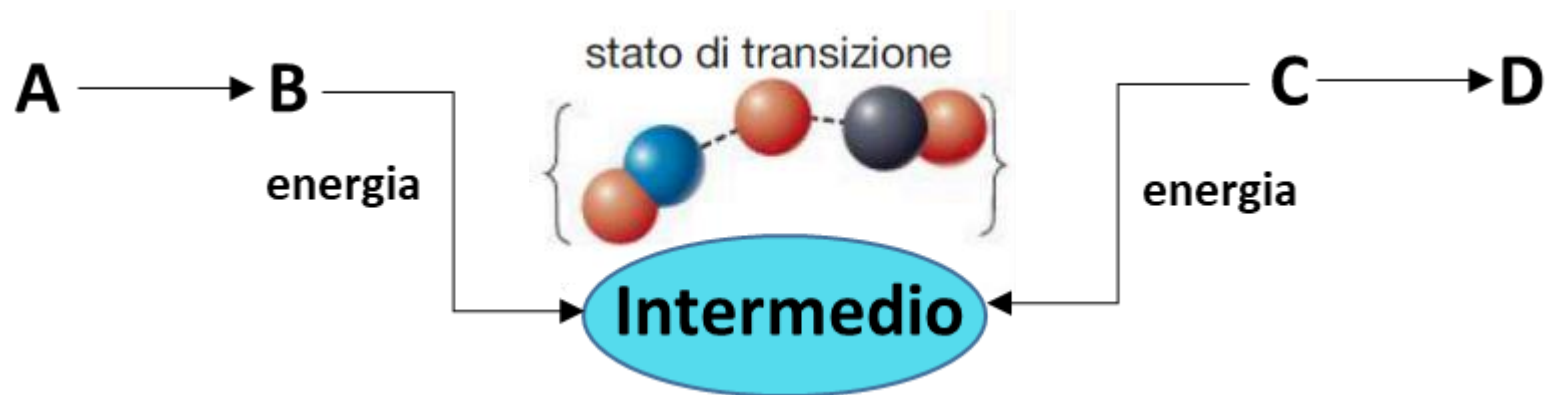 stato di transizione
A B C D
energia energia
Intermedio